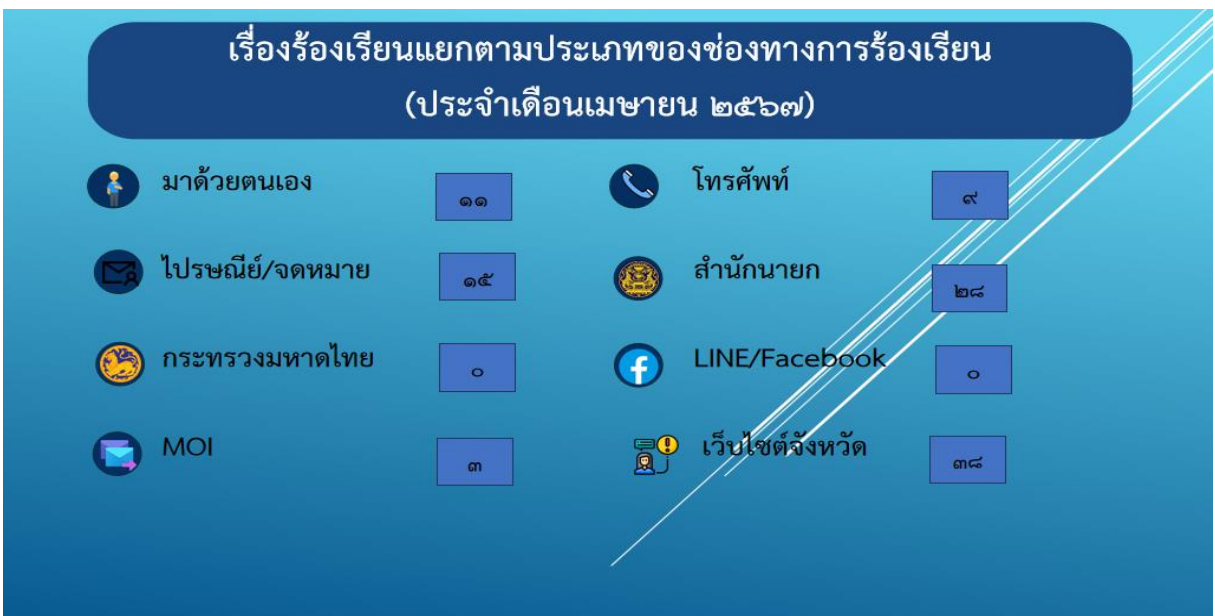 เรื่องร้องเรียนแยกตามประเภทของช่องทางการร้องเรียน
(ประจำเดือนเมษายน ๒๕๖๗)
มาด้วยตนเอง ๑๑ โทรศัพท์ ๙
ไปรษณีย์/จดหมาย ๑๕ สำนักนายก ๒๘
กระทรวงมหาดไทย ๐ LINE/Facebook ๐
MOI ๓ เว็บไซต์จังหวัด ๓๘